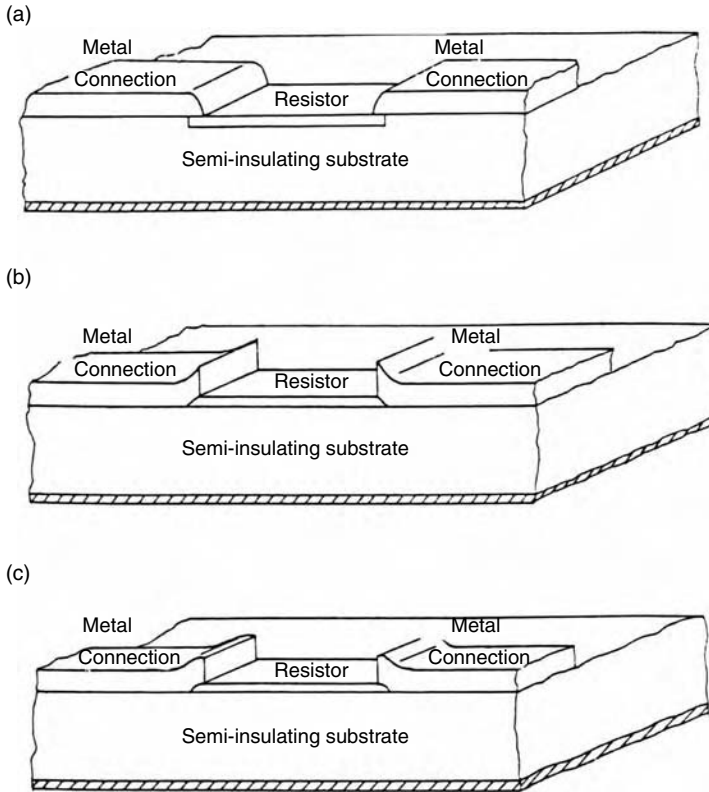 (a)
Metal Metal
Connection Connection
Resistor
Semi-insulating substrate
(b)
Metal Metal
Connection Resistor Connection
Semi-insulating substrate
(c)
Metal Metal
Connection Resistor Connection
Semi-insulating substrate